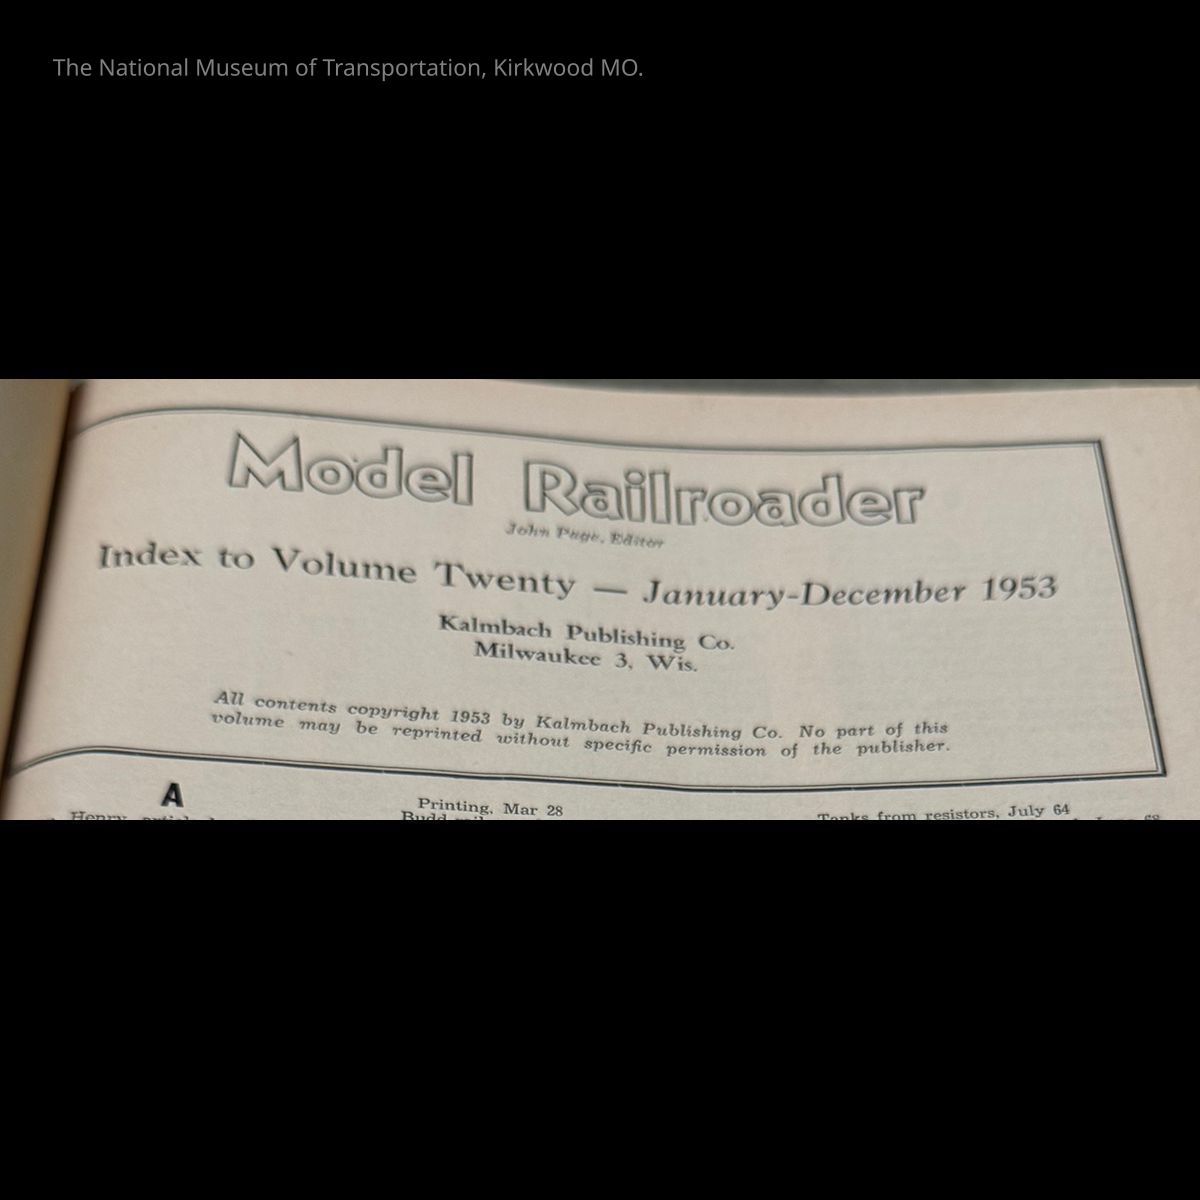 The National Museum of Transportation, Kirkwood MO.
Model Railroader
John Page, Editor
Index to Volume Twenty — January-December 1953
Kalmbach Publishing Co.
Milwaukee 3, Wis.
All contents copyright 1953 by Kalmbach Publishing Co. No part of this
volume may be reprinted without specific permission of the publisher.
A
Henry
Printing, Mar 28
Budd
Tanks from resistors, July 64